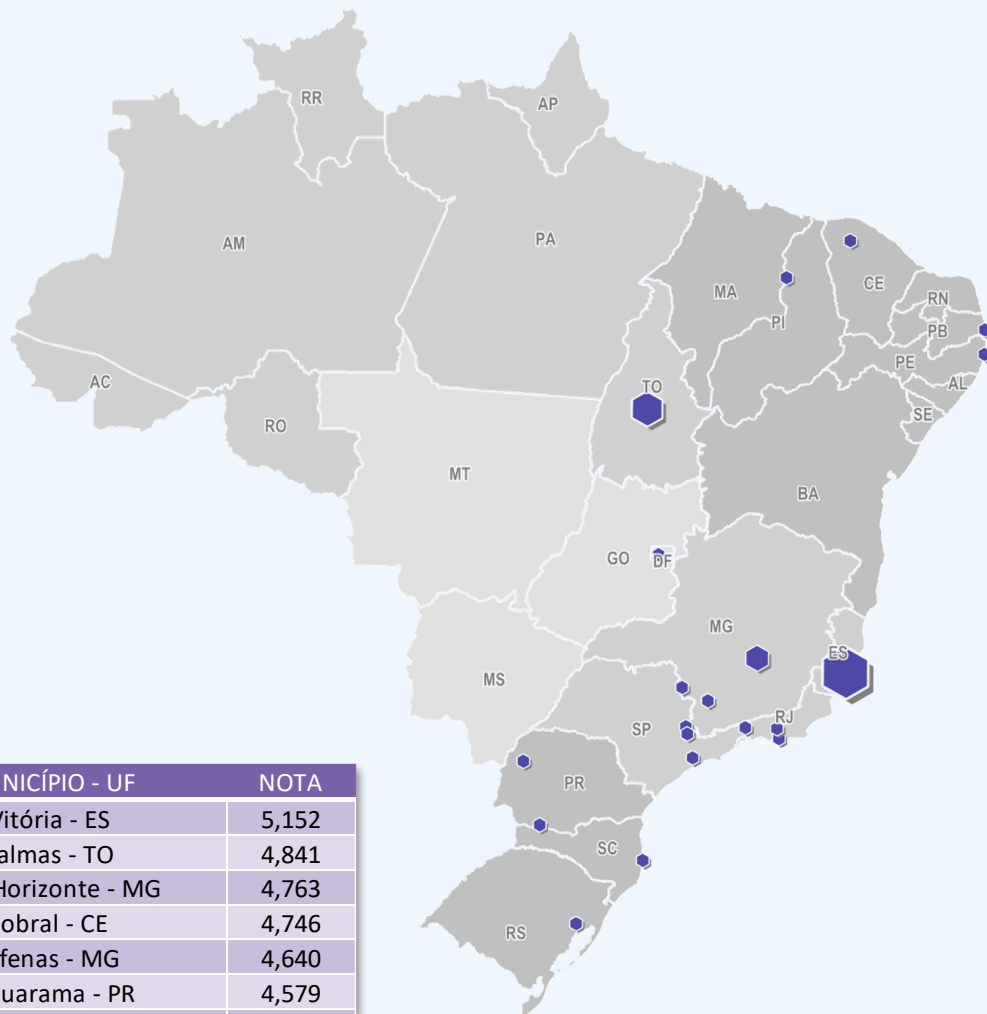 RR
AP
AM
PA
MA
CE
RN
PB
PI
PE
AL
SE
AC
TO
RO
MT
BA
GO
DF
MG
ES
MS
SP
RJ
PR
SC
RS
NICÍPIO - UF NOTA
Vitória - ES 5,152
almas - TO 4,841
Horizonte - MG 4,763
obral - CE 4,746
fenas - MG 4,640
uarama - PR 4,579